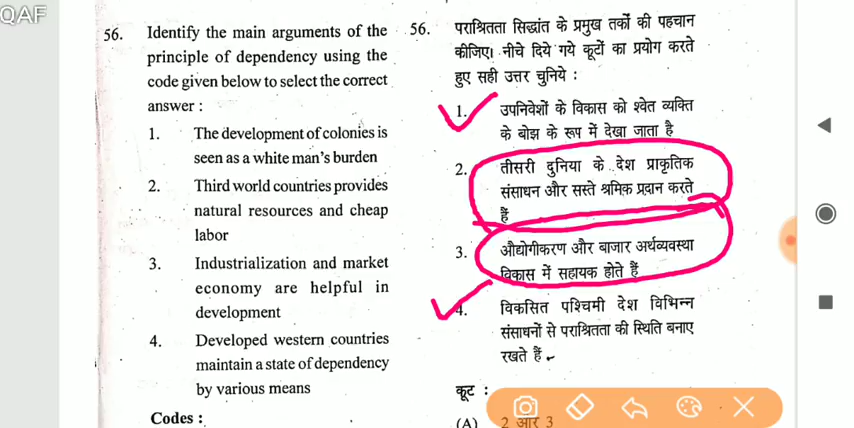 QAF
56. Identify the main arguments of the
principle of dependency using the
code given below to select the correct
answer :
1. The development of colonies is
seen as a white man's burden
2. Third world countries provides
natural resources and cheap
labor
3. Industrialization and market
economy are helpful in
development
4. Developed western countries
maintain a state of dependency
by various means
Codes :
56. पराश्रितता सिद्धांत के प्रमुख तर्कों की पहचान
कीजिए। नीचे दिये गये कूटों का प्रयोग करते
हुए सही उत्तर चुनिये :
1. उपनिवेशों के विकास को श्वेत व्यक्ति
के बोझ के रूप में देखा जाता है
2. तीसरी दुनिया के देश प्राकृतिक
संसाधन और सस्ते श्रमिक प्रदान करते
हैं
3. औद्योगीकरण और बाजार अर्थव्यवस्था
विकास में सहायक होते हैं
4. विकसित पश्चिमी देश विभिन्न
संसाधनों से पराश्रितता की स्थिति बनाए
रखते हैं
कूट :
(A) 2 और 3